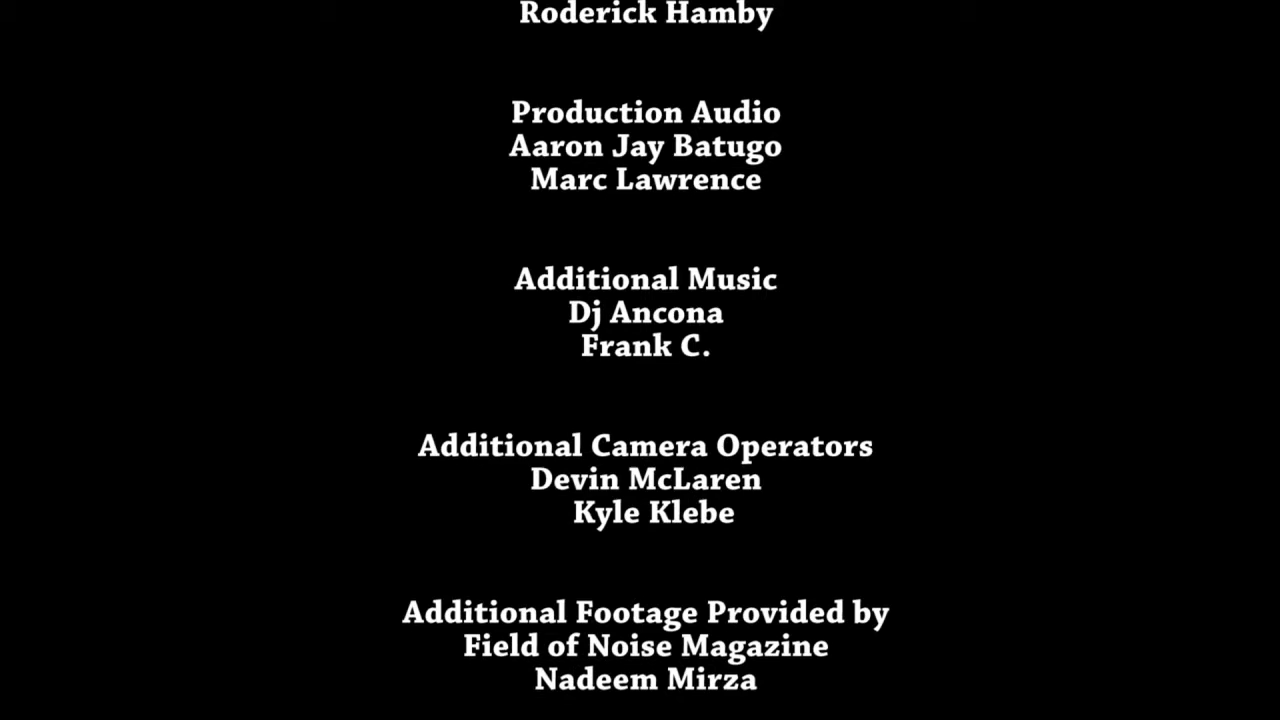 Roderick Hamby
Production Audio
Aaron Jay Batugo
Marc Lawrence
Additional Music
Dj Ancona
Frank C.
Additional Camera Operators
Devin McLaren
Kyle Klebe
Additional Footage Provided by
Field of Noise Magazine
Nadeem Mirza